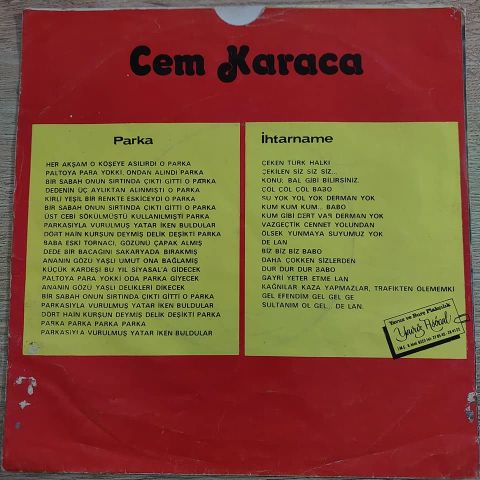 Cem Karaca
Parka
HER AKŞAM O KÖŞEYE ASILIRDI O PARKA
PALTOYA PARA YOKKİ, ONDAN ALINDI PARKA
BİR SABAH ONUN SIRTINDA ÇIKTI GİTTİ O PARKA
DEDENİN ÜÇ AYLIKTAN ALINMIŞTI O PARKA
KİRLİ YEŞİL BİR RENKTE ESKİCEYDİ O PARKA
BİR SABAH ONUN SIRTINDA ÇIKTI GİTTİ O PARKA
ÜST CEBİ SÖKÜLMÜŞTÜ KULLANILMIŞTI PARKA
PARKASIYLA VURULMUŞ YATAR İKEN BULDULAR
DÖRT HAİN KURŞUN DEYMİŞ DELİK DEŞİKTİ PARKA
BABA ESKİ TORNACI, GÖZÜNÜ ÇAPAK ALMIŞ
DEDE BİR BACAĞINI SAKARYADA BIRAKMIŞ
ANANIN GÖZÜ YAŞLI UMUT ONA BAĞLAMIŞ
KÜÇÜK KARDEŞİ BU YIL SİYASAL'A GİDECEK
PALTOYA PARA YOKKİ ODA PARKA GİYECEK
ANANIN GÖZÜ YAŞLI DELİKLERİ DİKECEK
BİR SABAH ONUN SIRTINDA ÇIKTI GİTTİ O PARKA
PARKASIYLA VURULMUŞ YATAR İKEN BULDULAR
DÖRT HAİN KURŞUN DEYMİŞ DELİK DEŞİKTİ PARKA
PARKA PARKA PARKA PARKA
PARKASIYLA VURULMUŞ YATAR İKEN BULDULAR
İhtarname
ÇEKEN TÜRK HALKI
ÇEKİLEN SİZ SİZ SİZ...
KONU: BAL GİBİ BİLİRSİNİZ.
ÇÖL ÇÖL ÇÖL BABO
SU YOK YOL YOK DERMAN YOK
KUM KUM KUM... BABO
KUM GİBİ DERT VAR DERMAN YOK
VAZGEÇTİK CENNET YOLUNDAN
ÖLSEK YUNMAYA SUYUMUZ YOK
DE LAN
BİZ BİZ BİZ BABO
DAHA ÇÖKKEN SİZLERDEN
DUR DUR DUR BABO
GAYRİ YETER ETME LAN
KAĞNILAR KAZA YAPMAZLAR, TRAFİKTEN ÖLEMEMKİ
GEL EFENDİM GEL GEL GE
SULTANIM OL GEL... DE LAN.
Yavuz ve Burç Plakçılık
Yavuz Asöcal